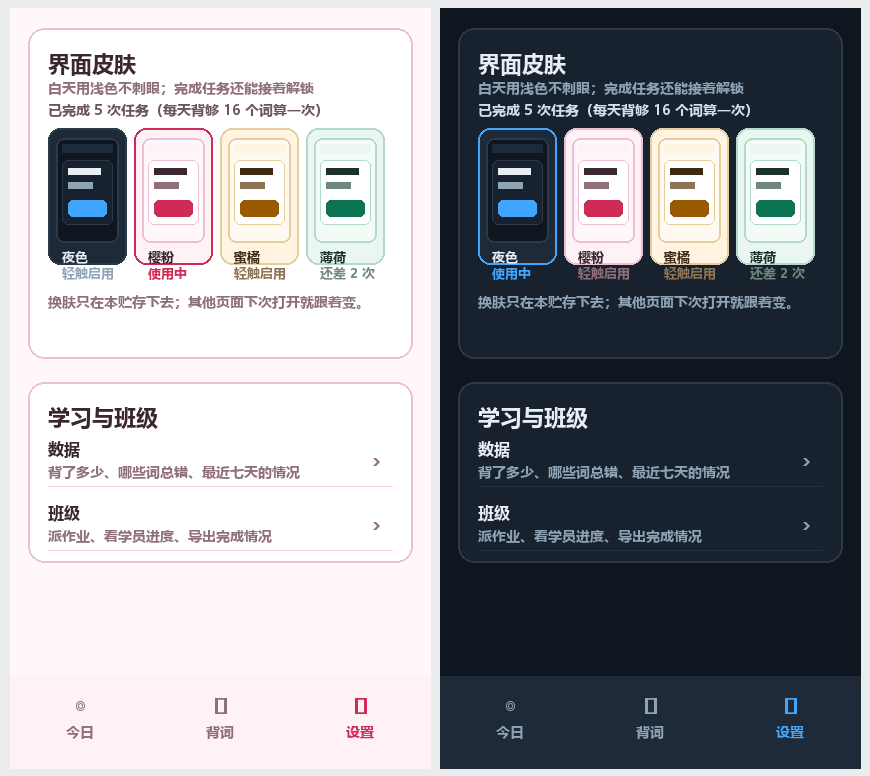 界面皮肤
白天用浅色不刺眼；完成任务还能接着解锁
已完成 5 次任务（每天背够 16 个词算一次）
夜色
轻触启用
樱粉
使用中
蜜橘
轻触启用
薄荷
还差 2 次
换肤只在本贮存下去；其他页面下次打开就跟着变。
学习与班级
数据
背了多少、哪些词总错、最近七天的情况
›
班级
派作业、看学员进度、导出完成情况
›
今日
背词
设置
界面皮肤
白天用浅色不刺眼；完成任务还能接着解锁
已完成 5 次任务（每天背够 16 个词算一次）
夜色
使用中
樱粉
轻触启用
蜜橘
轻触启用
薄荷
还差 2 次
换肤只在本贮存下去；其他页面下次打开就跟着变。
学习与班级
数据
背了多少、哪些词总错、最近七天的情况
›
班级
派作业、看学员进度、导出完成情况
›
今日
背词
设置